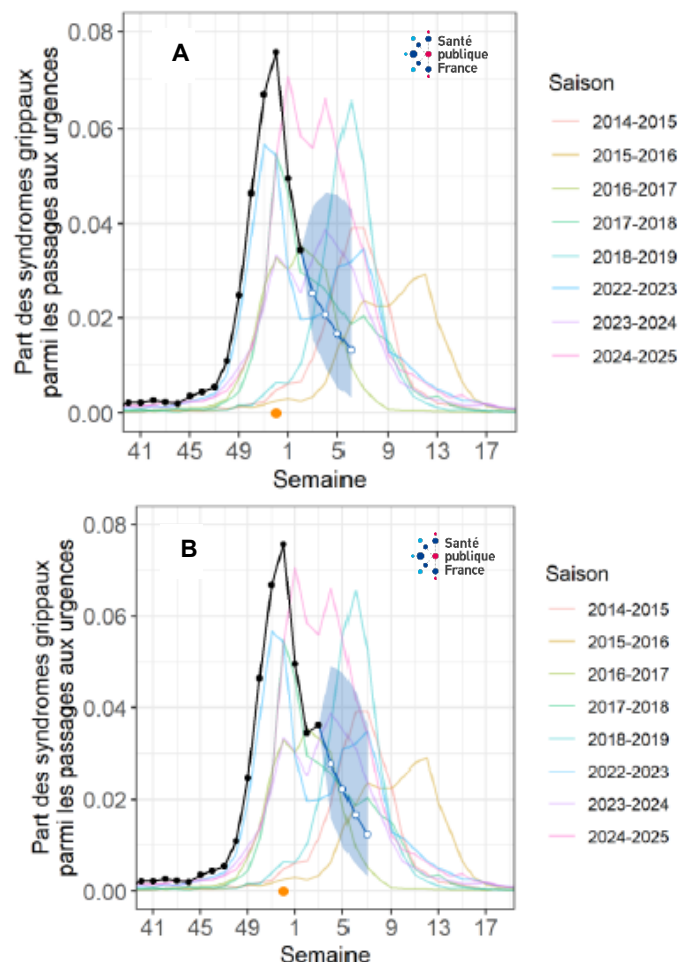 A
Santé
publique
France
Part des syndromes grippaux
parmi les passages aux urgences
0.08
0.06
0.04
0.02
0.00
41 45 49 1 5 9 13 17
Semaine
Saison
2014-2015
2015-2016
2016-2017
2017-2018
2018-2019
2022-2023
2023-2024
2024-2025
B
Santé
publique
France
Part des syndromes grippaux
parmi les passages aux urgences
0.08
0.06
0.04
0.02
0.00
41 45 49 1 5 9 13 17
Semaine
Saison
2014-2015
2015-2016
2016-2017
2017-2018
2018-2019
2022-2023
2023-2024
2024-2025